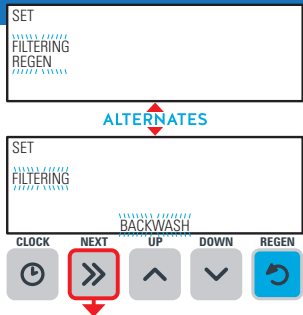 SET
FILTERING
REGEN
ALTERNATES
SET
FILTERING
BACKWASH
CLOCK NEXT UP DOWN REGEN